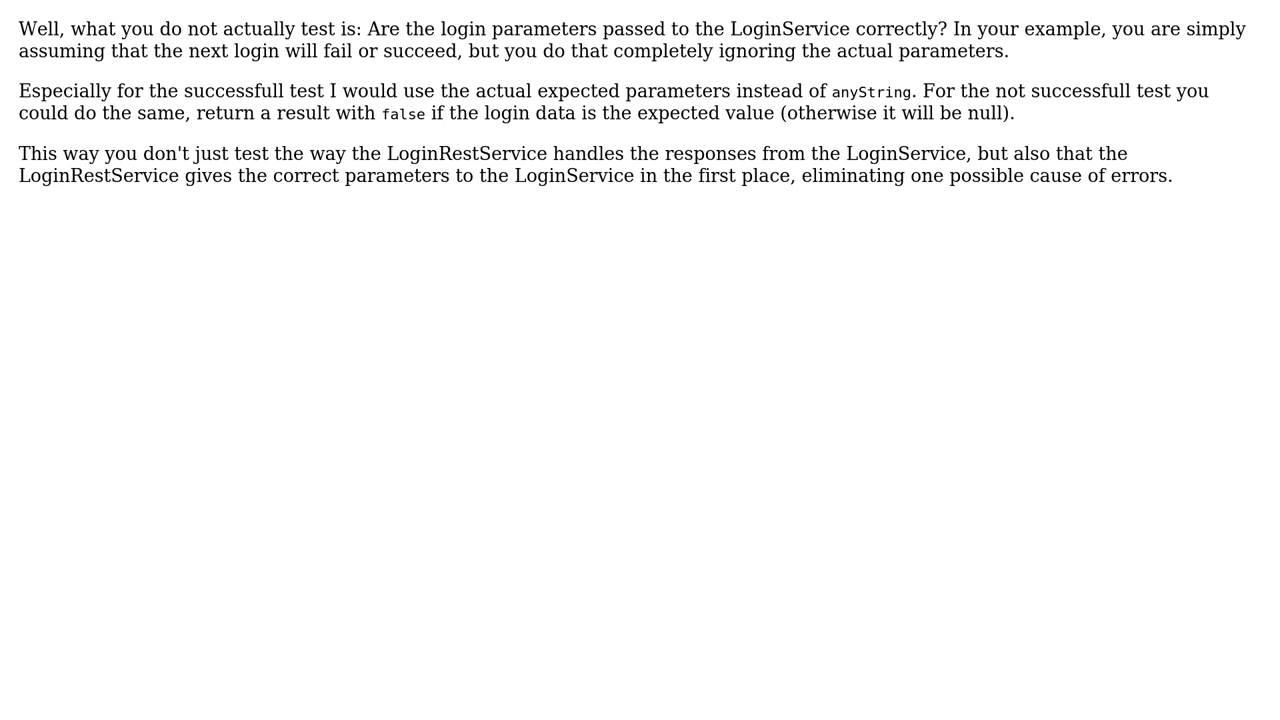 Well, what you do not actually test is: Are the login parameters passed to the LoginService correctly? In your example, you are simply
assuming that the next login will fail or succeed, but you do that completely ignoring the actual parameters.
Especially for the successfull test I would use the actual expected parameters instead of anyString. For the not successfull test you
could do the same, return a result with false if the login data is the expected value (otherwise it will be null).
This way you don't just test the way the LoginRestService handles the responses from the LoginService, but also that the
LoginRestService gives the correct parameters to the LoginService in the first place, eliminating one possible cause of errors.